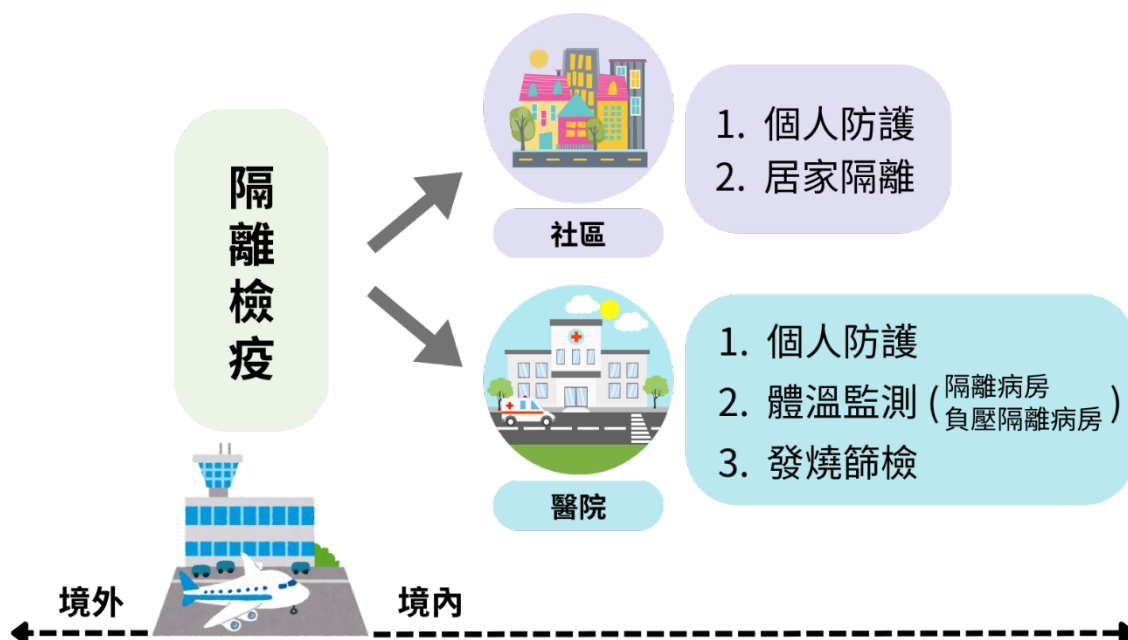 隔離檢疫
社區
1. 個人防護
2. 居家隔離
醫院
1. 個人防護
2. 體溫監測 (隔離病房
負壓隔離病房)
3. 發燒篩檢
境外
境內